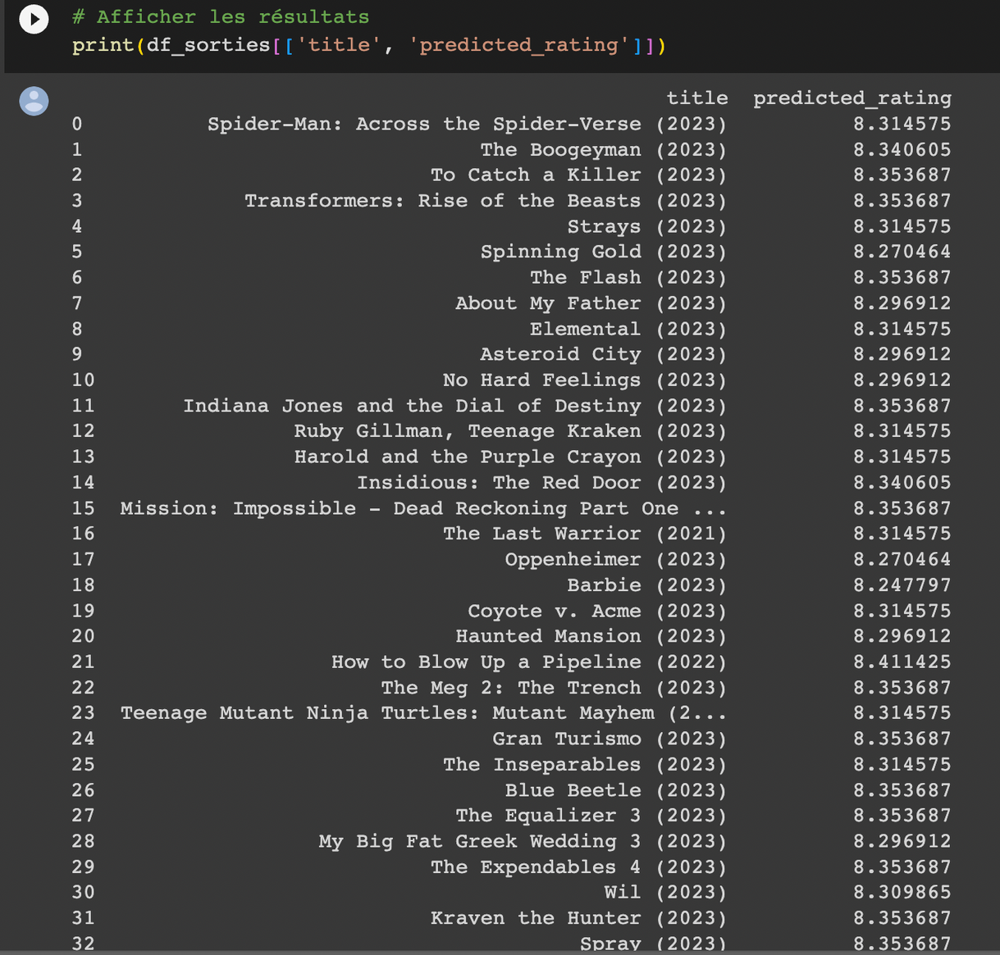 # Afficher les résultats
print(df_sorties[['title', 'predicted_rating']])
title predicted_rating
0 Spider-Man: Across the Spider-Verse (2023) 8.314575
1 The Boogeyman (2023) 8.340605
2 To Catch a Killer (2023) 8.353687
3 Transformers: Rise of the Beasts (2023) 8.353687
4 Strays (2023) 8.314575
5 Spinning Gold (2023) 8.270464
6 The Flash (2023) 8.353687
7 About My Father (2023) 8.296912
8 Elemental (2023) 8.314575
9 Asteroid City (2023) 8.296912
10 No Hard Feelings (2023) 8.296912
11 Indiana Jones and the Dial of Destiny (2023) 8.353687
12 Ruby Gillman, Teenage Kraken (2023) 8.314575
13 Harold and the Purple Crayon (2023) 8.314575
14 Insidious: The Red Door (2023) 8.340605
15 Mission: Impossible - Dead Reckoning Part One ... 8.353687
16 The Last Warrior (2021) 8.314575
17 Oppenheimer (2023) 8.270464
18 Barbie (2023) 8.247797
19 Coyote v. Acme (2023) 8.314575
20 Haunted Mansion (2023) 8.296912
21 How to Blow Up a Pipeline (2022) 8.411425
22 The Meg 2: The Trench (2023) 8.353687
23 Teenage Mutant Ninja Turtles: Mutant Mayhem (2... 8.314575
24 Gran Turismo (2023) 8.353687
25 The Inseparables (2023) 8.314575
26 Blue Beetle (2023) 8.353687
27 The Equalizer 3 (2023) 8.353687
28 My Big Fat Greek Wedding 3 (2023) 8.296912
29 The Expendables 4 (2023) 8.353687
30 Wil (2023) 8.309865
31 Kraven the Hunter (2023) 8.353687
32 Spray (2023) 8.353687